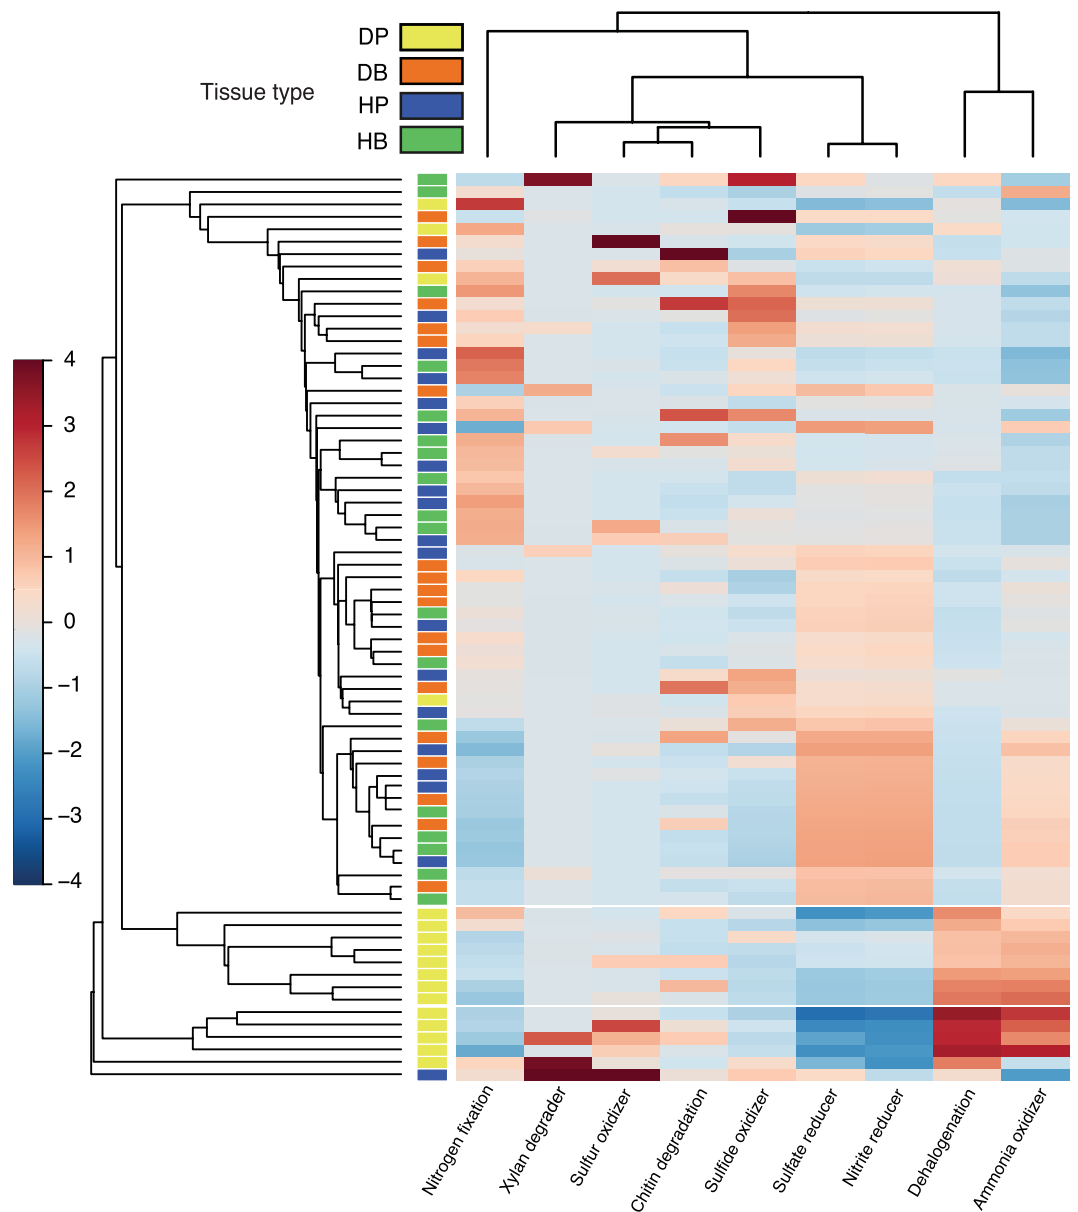 DP
DB
Tissue type
HP
HB
4
3
2
1
0
−1
−2
−3
−4
Nitrogen fixation
Xylan degrader
Sulfur oxidizer
Chitin degradation
Sulfide oxidizer
Sulfate reducer
Nitrite reducer
Dehalogenation
Ammonia oxidizer